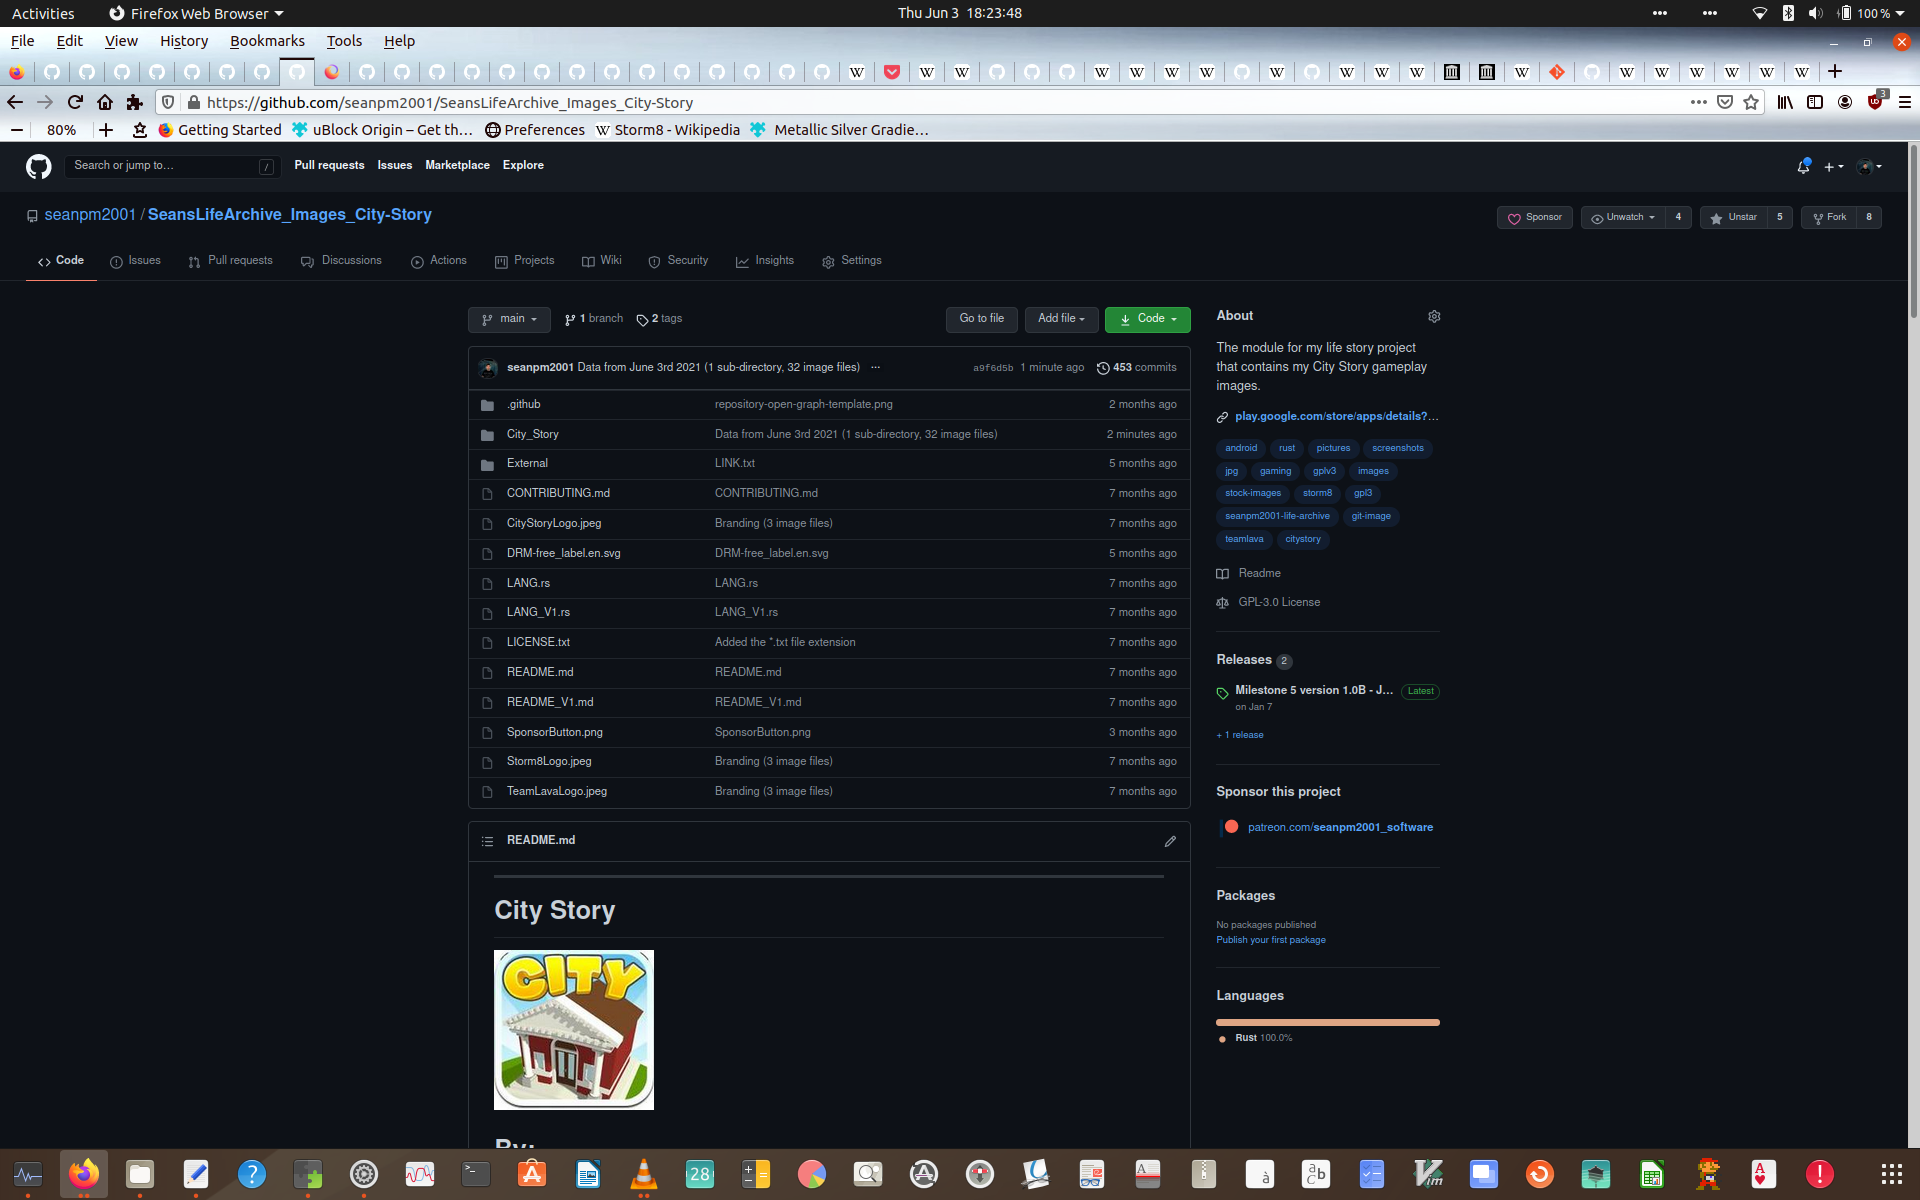 Activities Firefox Web Browser Thu Jun 3 18:23:48 100 %
File Edit View History Bookmarks Tools Help
https://github.com/seanpm2001/SeansLifeArchive_Images_City-Story 3
80% Getting Started uBlock Origin – Get th… Preferences Storm8 - Wikipedia Metallic Silver Gradie…
Search or jump to… / Pull requests Issues Marketplace Explore
seanpm2001 / SeansLifeArchive_Images_City-Story Sponsor Unwatch 4 Unstar 5 Fork 8
Code Issues Pull requests Discussions Actions Projects Wiki Security Insights Settings
main 1 branch 2 tags Go to file Add file Code
seanpm2001 Data from June 3rd 2021 (1 sub-directory, 32 image files) ... a9f6d5b 1 minute ago 453 commits
.github repository-open-graph-template.png 2 months ago
City_Story Data from June 3rd 2021 (1 sub-directory, 32 image files) 2 minutes ago
External LINK.txt 5 months ago
CONTRIBUTING.md CONTRIBUTING.md 7 months ago
CityStoryLogo.jpeg Branding (3 image files) 7 months ago
DRM-free_label.en.svg DRM-free_label.en.svg 5 months ago
LANG.rs LANG.rs 7 months ago
LANG_V1.rs LANG_V1.rs 7 months ago
LICENSE.txt Added the *.txt file extension 7 months ago
README.md README.md 7 months ago
README_V1.md README_V1.md 7 months ago
SponsorButton.png SponsorButton.png 3 months ago
Storm8Logo.jpeg Branding (3 image files) 7 months ago
TeamLavaLogo.jpeg Branding (3 image files) 7 months ago
README.md
City Story
CITY
By:
About
The module for my life story project
that contains my City Story gameplay
images.
play.google.com/store/apps/details?…
android rust pictures screenshots
jpg gaming gplv3 images
stock-images storm8 gpl3
seanpm2001-life-archive git-image
teamlava citystory
Readme
GPL-3.0 License
Releases 2
Milestone 5 version 1.0B - J… Latest
on Jan 7
+ 1 release
Sponsor this project
patreon.com/seanpm2001_software
Packages
No packages published
Publish your first package
Languages
Rust 100.0%
28